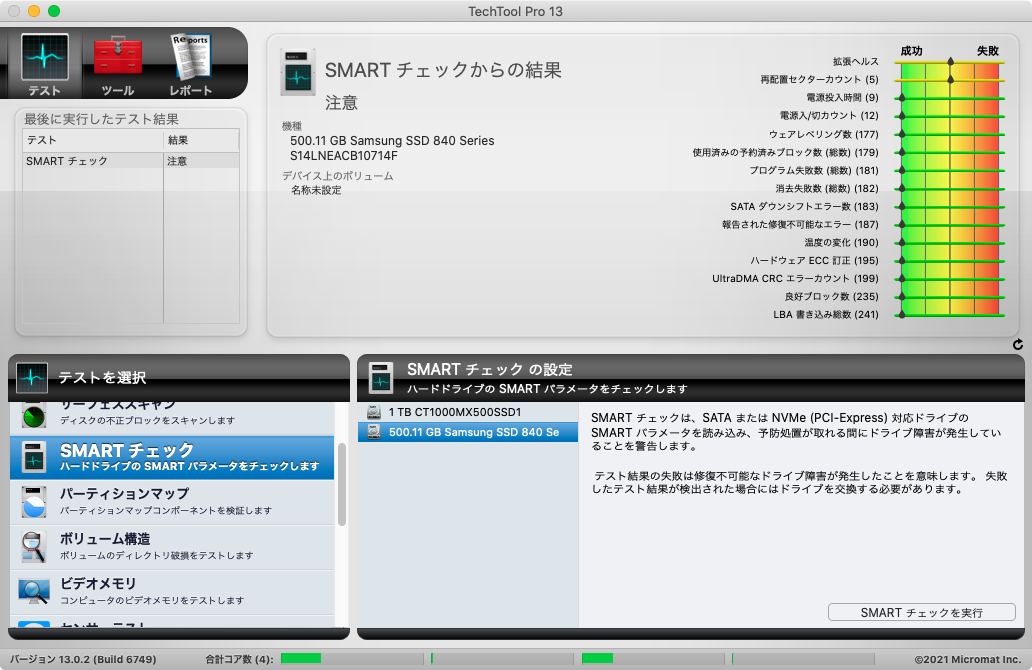 TechTool Pro 13
テスト
ツール
Reports
レポート
最後に実行したテスト結果
テスト 結果
SMART チェック 注意
SMART チェックからの結果
注意
機種
500.11 GB Samsung SSD 840 Series
S14LNEACB10714F
デバイス上のボリューム
名称未設定
成功 失敗
拡張ヘルス
再配置セクターカウント (5)
電源投入時間 (9)
電源入/切カウント (12)
ウェアレベリング数 (177)
使用済みの予約済みブロック数 (総数) (179)
プログラム失敗数 (総数) (181)
消去失敗数 (総数) (182)
SATA ダウンシフトエラー数 (183)
報告された修復不可能なエラー (187)
温度の変化 (190)
ハードウェア ECC 訂正 (195)
UltraDMA CRC エラーカウント (199)
良好ブロック数 (235)
LBA 書き込み総数 (241)
テストを選択
サーフェススキャン
ディスクの不正ブロックをスキャンします
SMART チェック
ハードドライブの SMART パラメータをチェックします
パーティションマップ
パーティションマップコンポーネントを検証します
ボリューム構造
ボリュームのディレクトリ破損をテストします
ビデオメモリ
コンピュータのビデオメモリをテストします
センサーテスト
SMART チェック の設定
ハードドライブの SMART パラメータをチェックします
1 TB CT1000MX500SSD1
500.11 GB Samsung SSD 840 Se
SMART チェックは、SATA または NVMe (PCI-Express) 対応ドライブの
SMART パラメータを読み込み、予防処置が取れる間にドライブ障害が発生してい
ることを警告します。
テスト結果の失敗は修復不可能なドライブ障害が発生したことを意味します。 失敗
したテスト結果が検出された場合にはドライブを交換する必要があります。
SMART チェックを実行
バージョン 13.0.2 (Build 6749)
合計コア数 (4):
©2021 Micromat Inc.